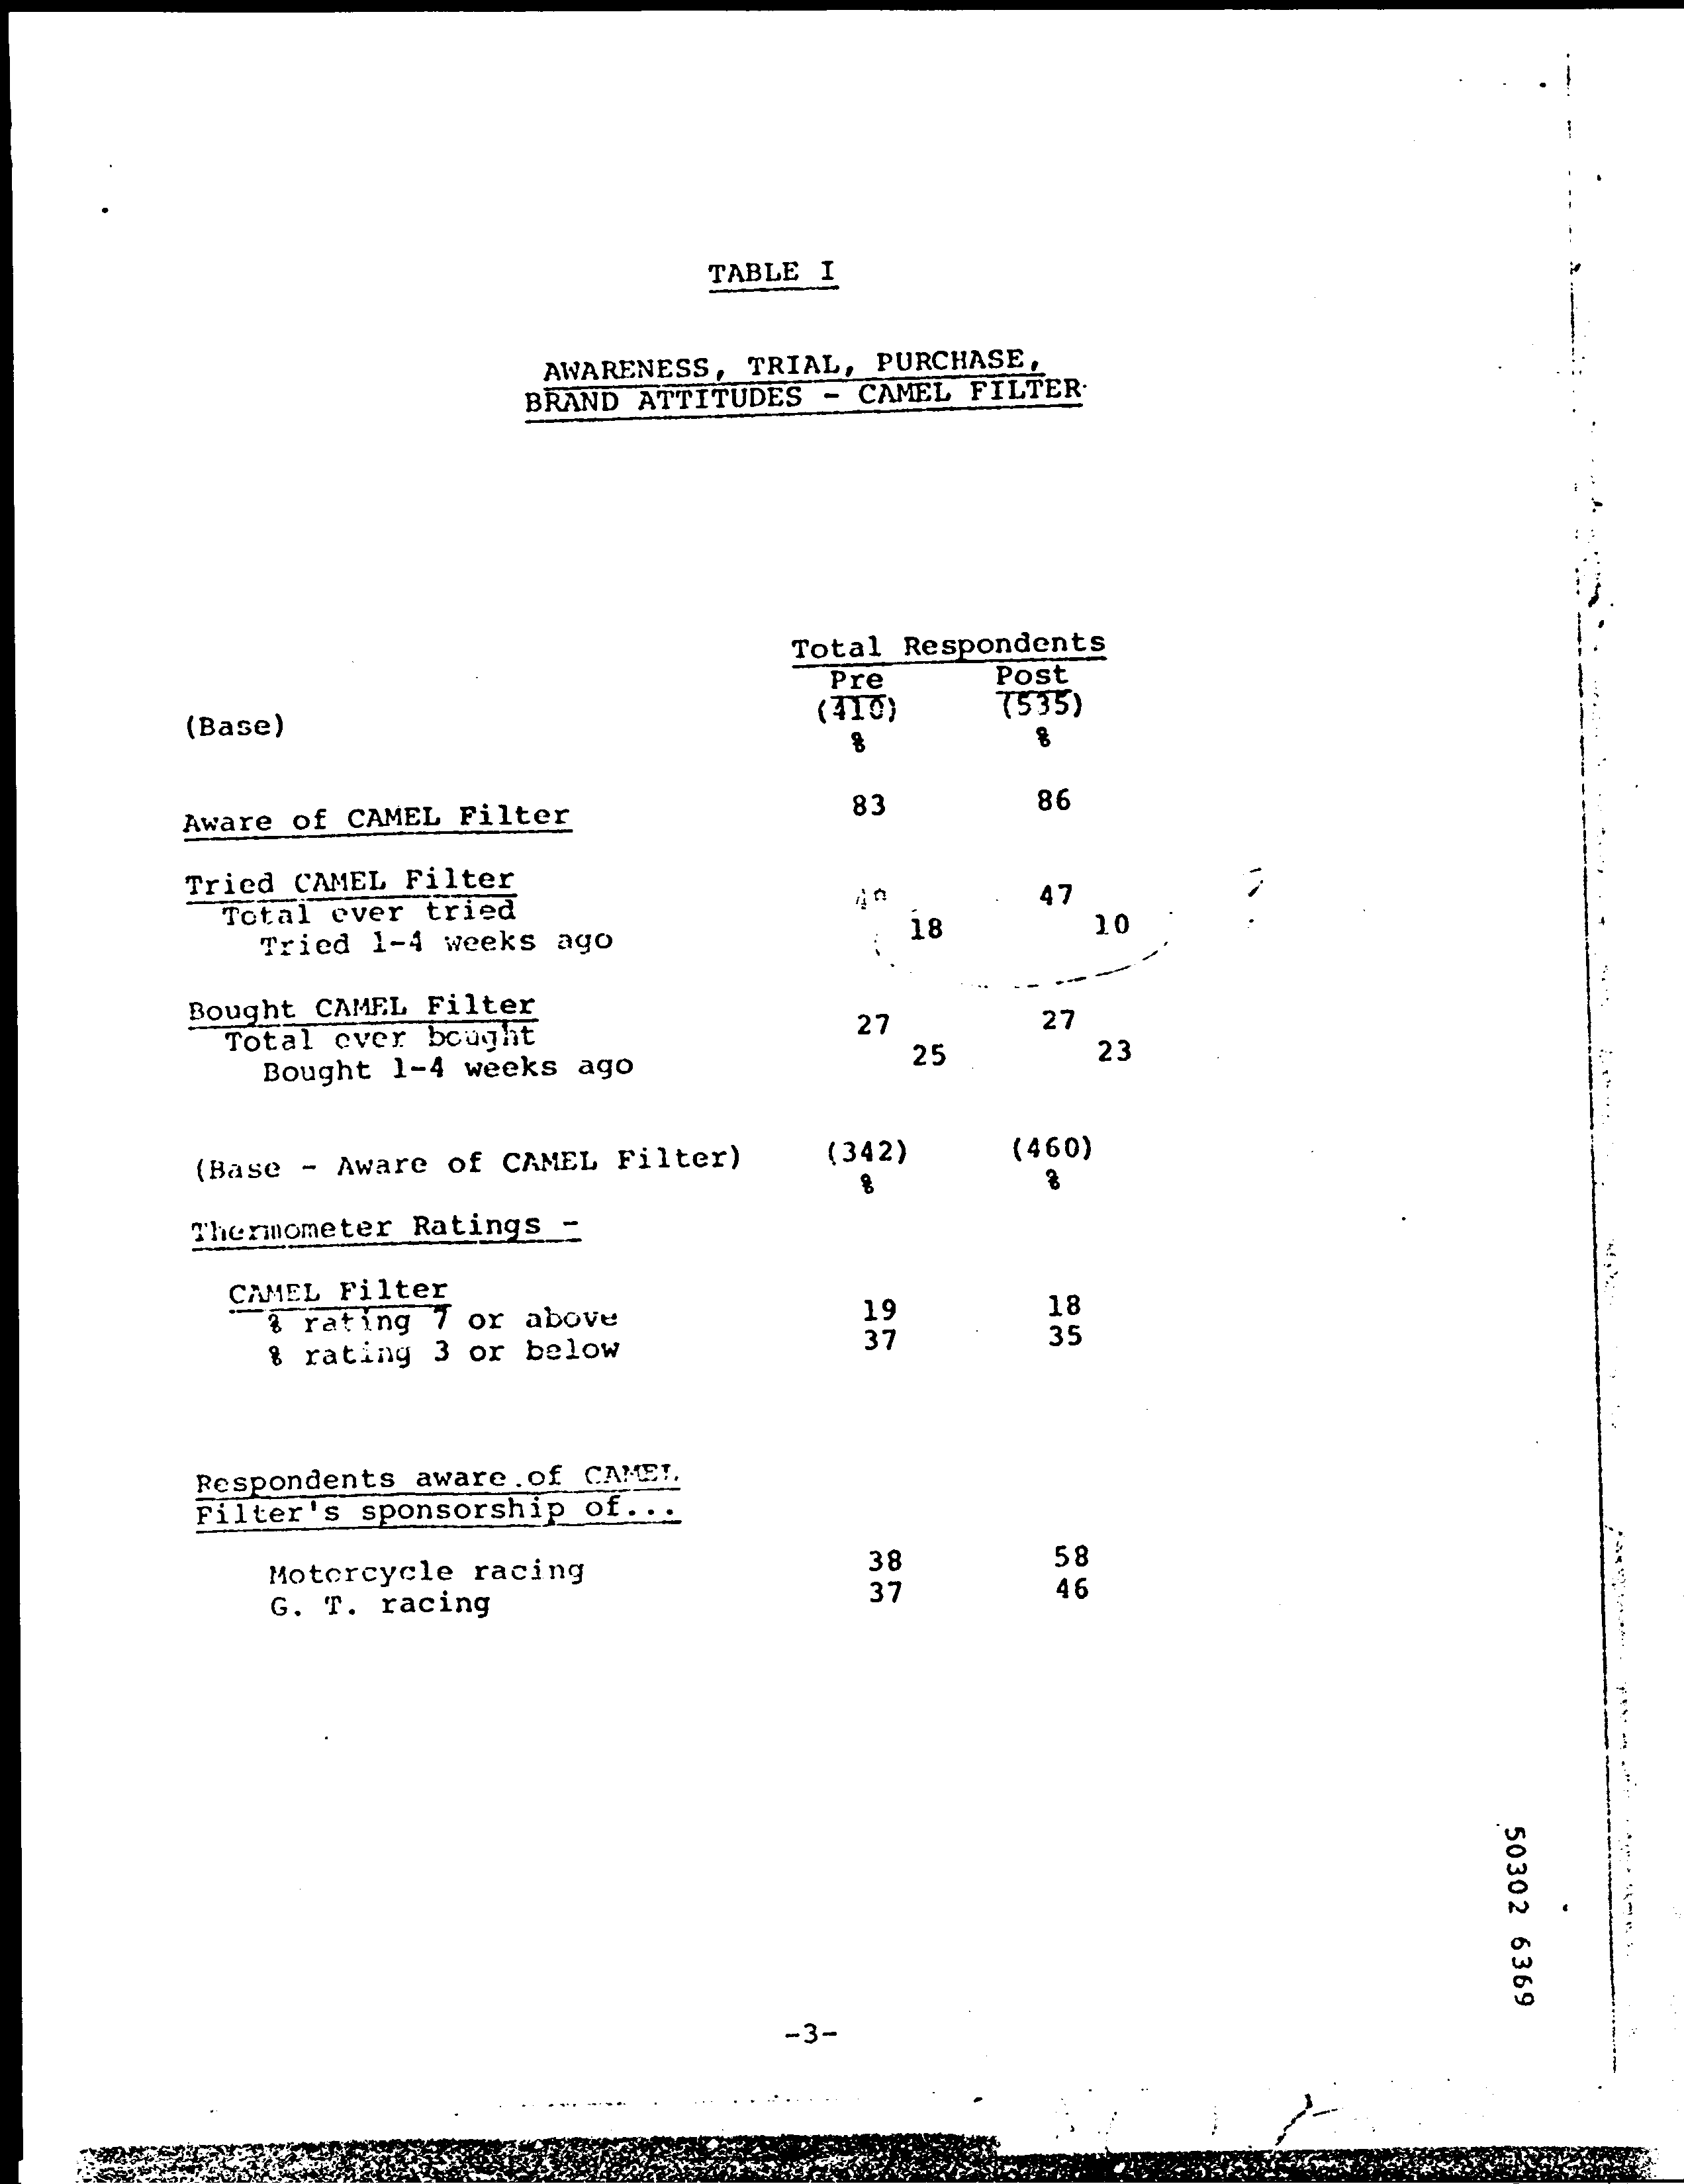 TABLE I
AWARENESS, TRIAL, PURCHASE,
BRAND ATTITUDES - CAMEL FILTER
Total Respondents
Pre Post
(Base) (410) (535)
% %
Aware of CAMEL Filter 83 86
Tried CAMEL Filter
Total ever tried 47
Tried 1-4 weeks ago 18 10
Bought CAMEL Filter
Total ever bought 27 27
Bought 1-4 weeks ago 25 23
(Base - Aware of CAMEL Filter) (342) (460)
% %
Thermometer Ratings -
CAMEL Filter
% rating 7 or above 19 18
% rating 3 or below 37 35
Respondents aware of CAMEL
Filter's sponsorship of...
Motorcycle racing 38 58
G. T. racing 37 46
50302 6369
-3-